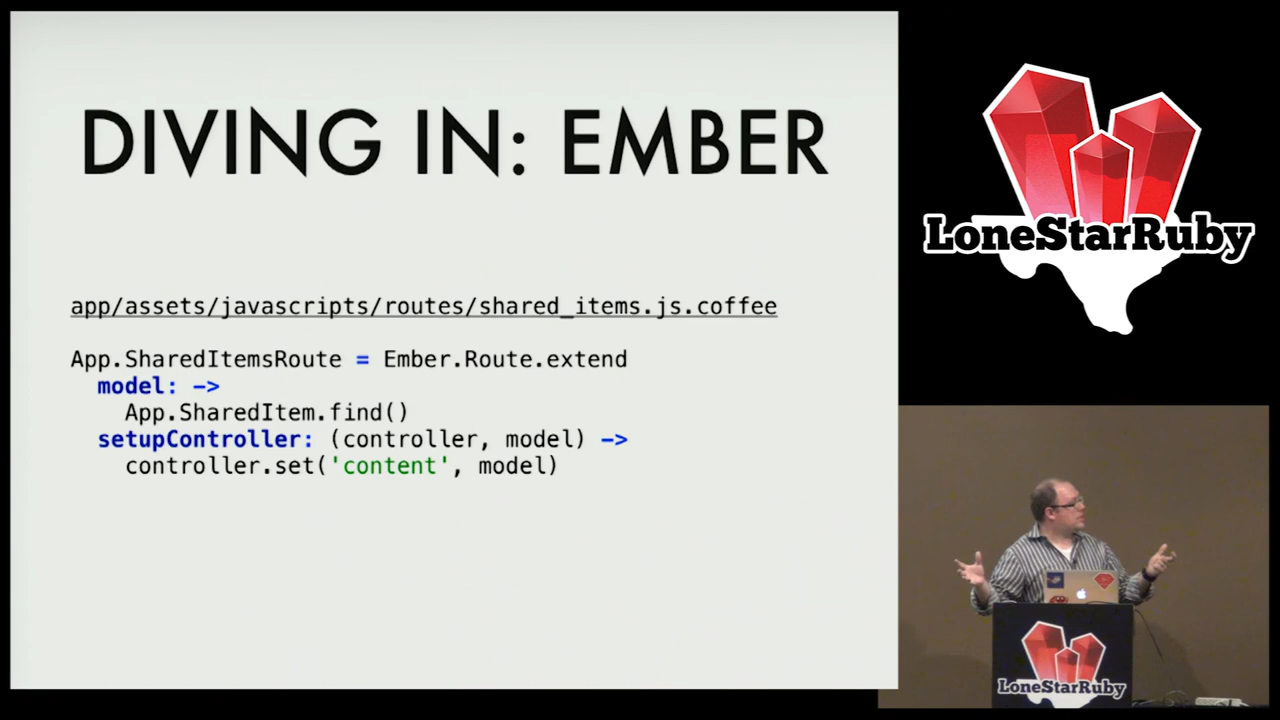 DIVING IN: EMBER
app/assets/javascripts/routes/shared_items.js.coffee
App.SharedItemsRoute = Ember.Route.extend
  model: ->
    App.SharedItem.find()
  setupController: (controller, model) ->
    controller.set('content', model)
LoneStarRuby
LoneStarRuby